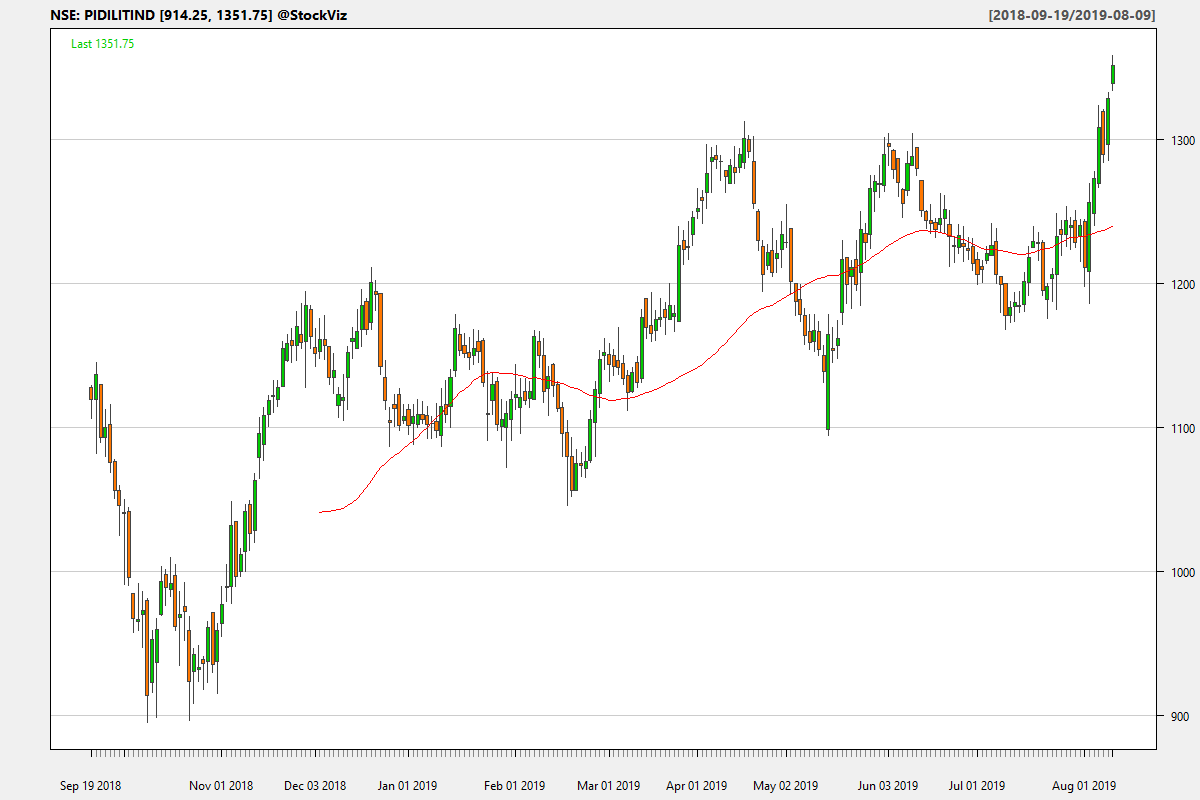 NSE: PIDILITIND [914.25, 1351.75] @StockViz
[2018-09-19/2019-08-09]
Last 1351.75
1300
1200
1100
1000
900
Sep 19 2018 Nov 01 2018 Dec 03 2018 Jan 01 2019 Feb 01 2019 Mar 01 2019 Apr 01 2019 May 02 2019 Jun 03 2019 Jul 01 2019 Aug 01 2019